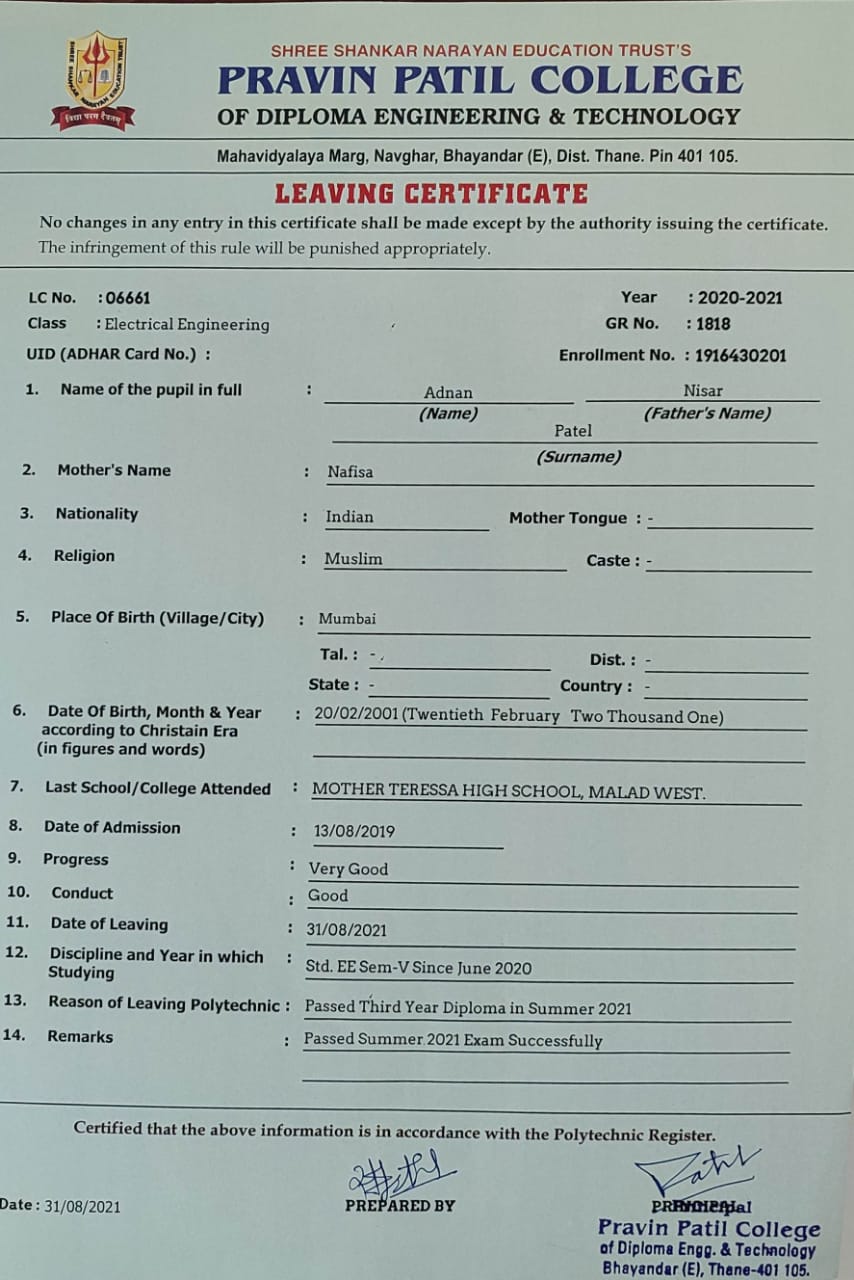 SHREE SHANKAR NARAYAN EDUCATION TRUST
विद्या परम दैवतम्
SHREE SHANKAR NARAYAN EDUCATION TRUST'S
PRAVIN PATIL COLLEGE
OF DIPLOMA ENGINEERING & TECHNOLOGY
Mahavidyalaya Marg, Navghar, Bhayandar (E), Dist. Thane. Pin 401 105.
LEAVING CERTIFICATE
No changes in any entry in this certificate shall be made except by the authority issuing the certificate.
The infringement of this rule will be punished appropriately.
LC No. : 06661 Year : 2020-2021
Class : Electrical Engineering GR No. : 1818
UID (ADHAR Card No.) : Enrollment No. : 1916430201
1. Name of the pupil in full : Adnan Nisar
(Name) (Father's Name)
Patel
(Surname)
2. Mother's Name : Nafisa
3. Nationality : Indian Mother Tongue : -
4. Religion : Muslim Caste : -
5. Place Of Birth (Village/City) : Mumbai
Tal. : - Dist. : -
State : - Country : -
6. Date Of Birth, Month & Year : 20/02/2001 (Twentieth February Two Thousand One)
according to Christain Era
(in figures and words)
7. Last School/College Attended : MOTHER TERESSA HIGH SCHOOL, MALAD WEST.
8. Date of Admission : 13/08/2019
9. Progress : Very Good
10. Conduct : Good
11. Date of Leaving : 31/08/2021
12. Discipline and Year in which : Std. EE Sem-V Since June 2020
Studying
13. Reason of Leaving Polytechnic : Passed Third Year Diploma in Summer 2021
14. Remarks : Passed Summer 2021 Exam Successfully
Certified that the above information is in accordance with the Polytechnic Register.
Patil
Date : 31/08/2021 PREPARED BY PRINCIPAL
Principal
Pravin Patil College
of Diploma Engg. & Technology
Bhayandar (E), Thane-401 105.